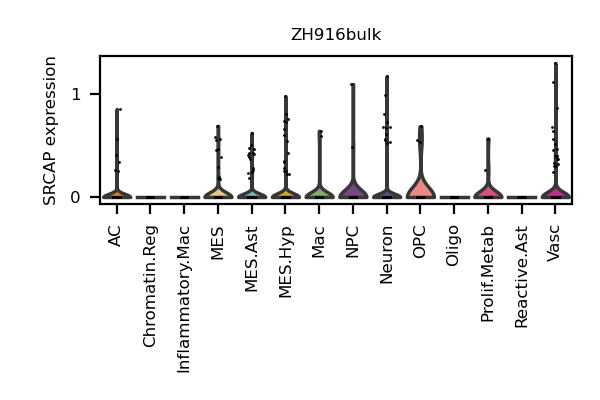 ZH916bulk
SRCAP expression
1
0
AC
Chromatin.Reg
Inflammatory.Mac
MES
MES.Ast
MES.Hyp
Mac
NPC
Neuron
OPC
Oligo
Prolif.Metab
Reactive.Ast
Vasc